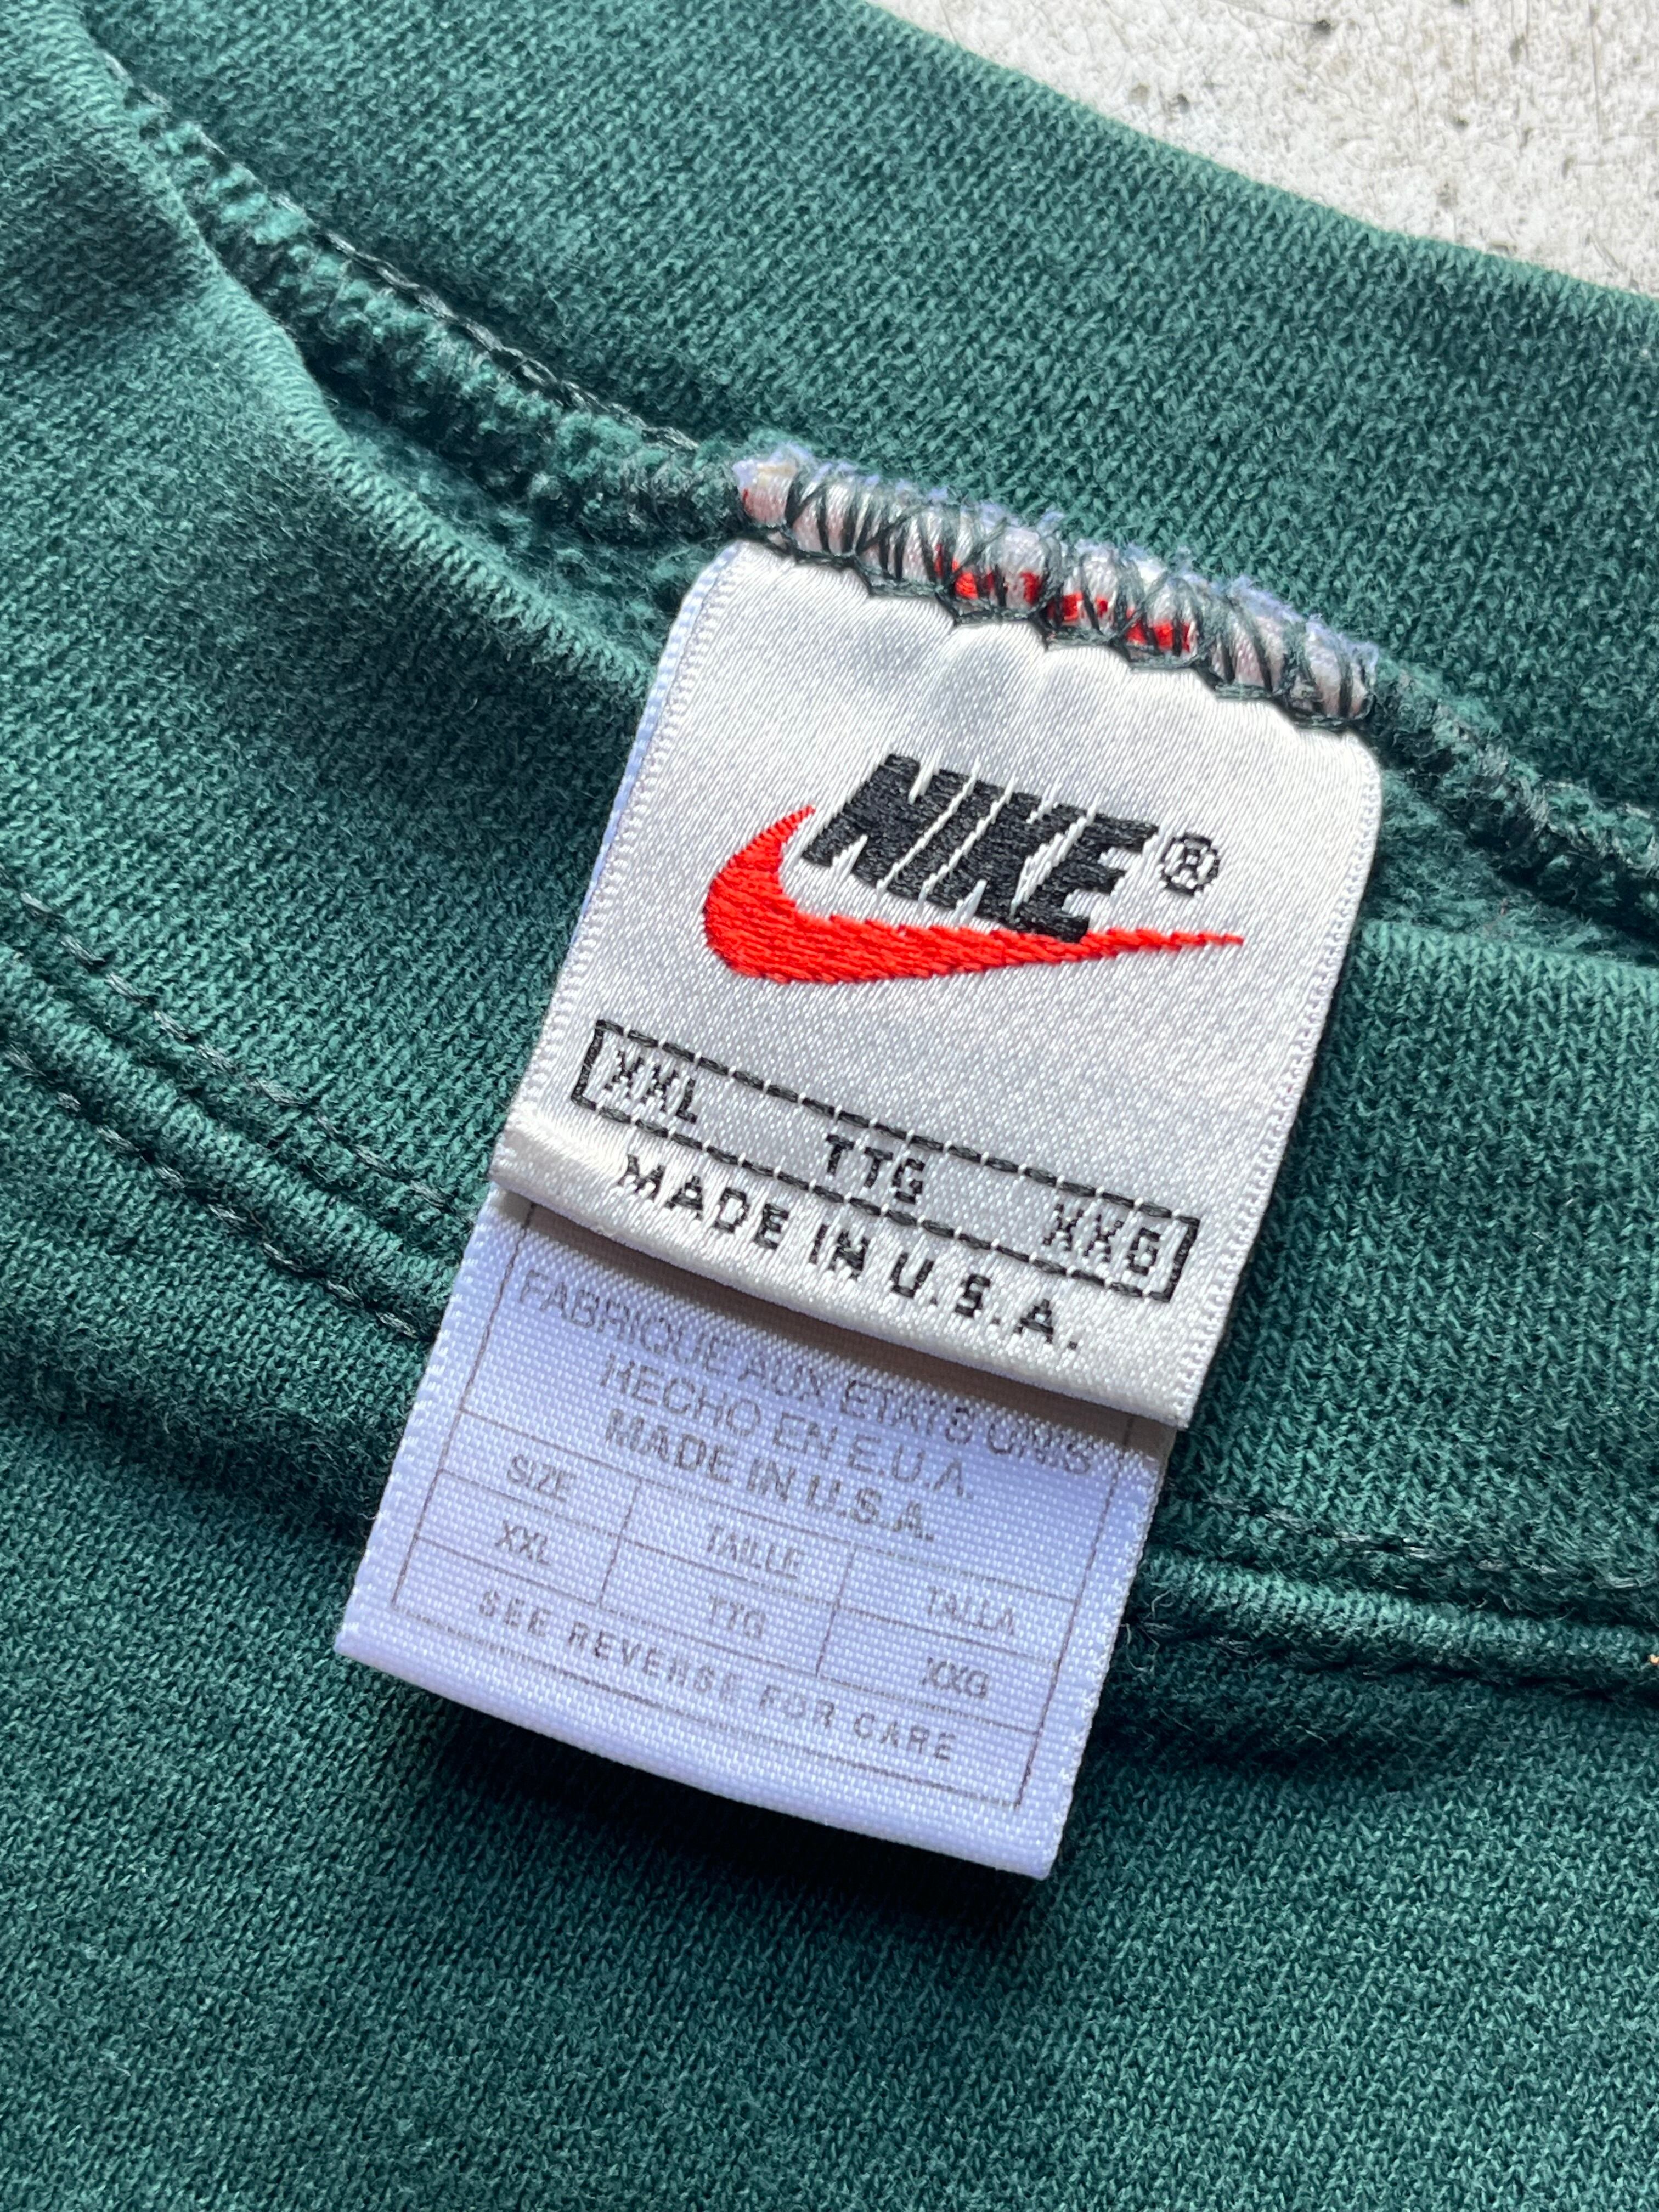 NIKE®
XXL TTG XXG
MADE IN U.S.A.
FABRIQUE AUX ETATS UNIS
HECHO EN E.U.A.
MADE IN U.S.A.
SIZE TAILLE TALLA
XXL TTG XXG
SEE REVERSE FOR CARE